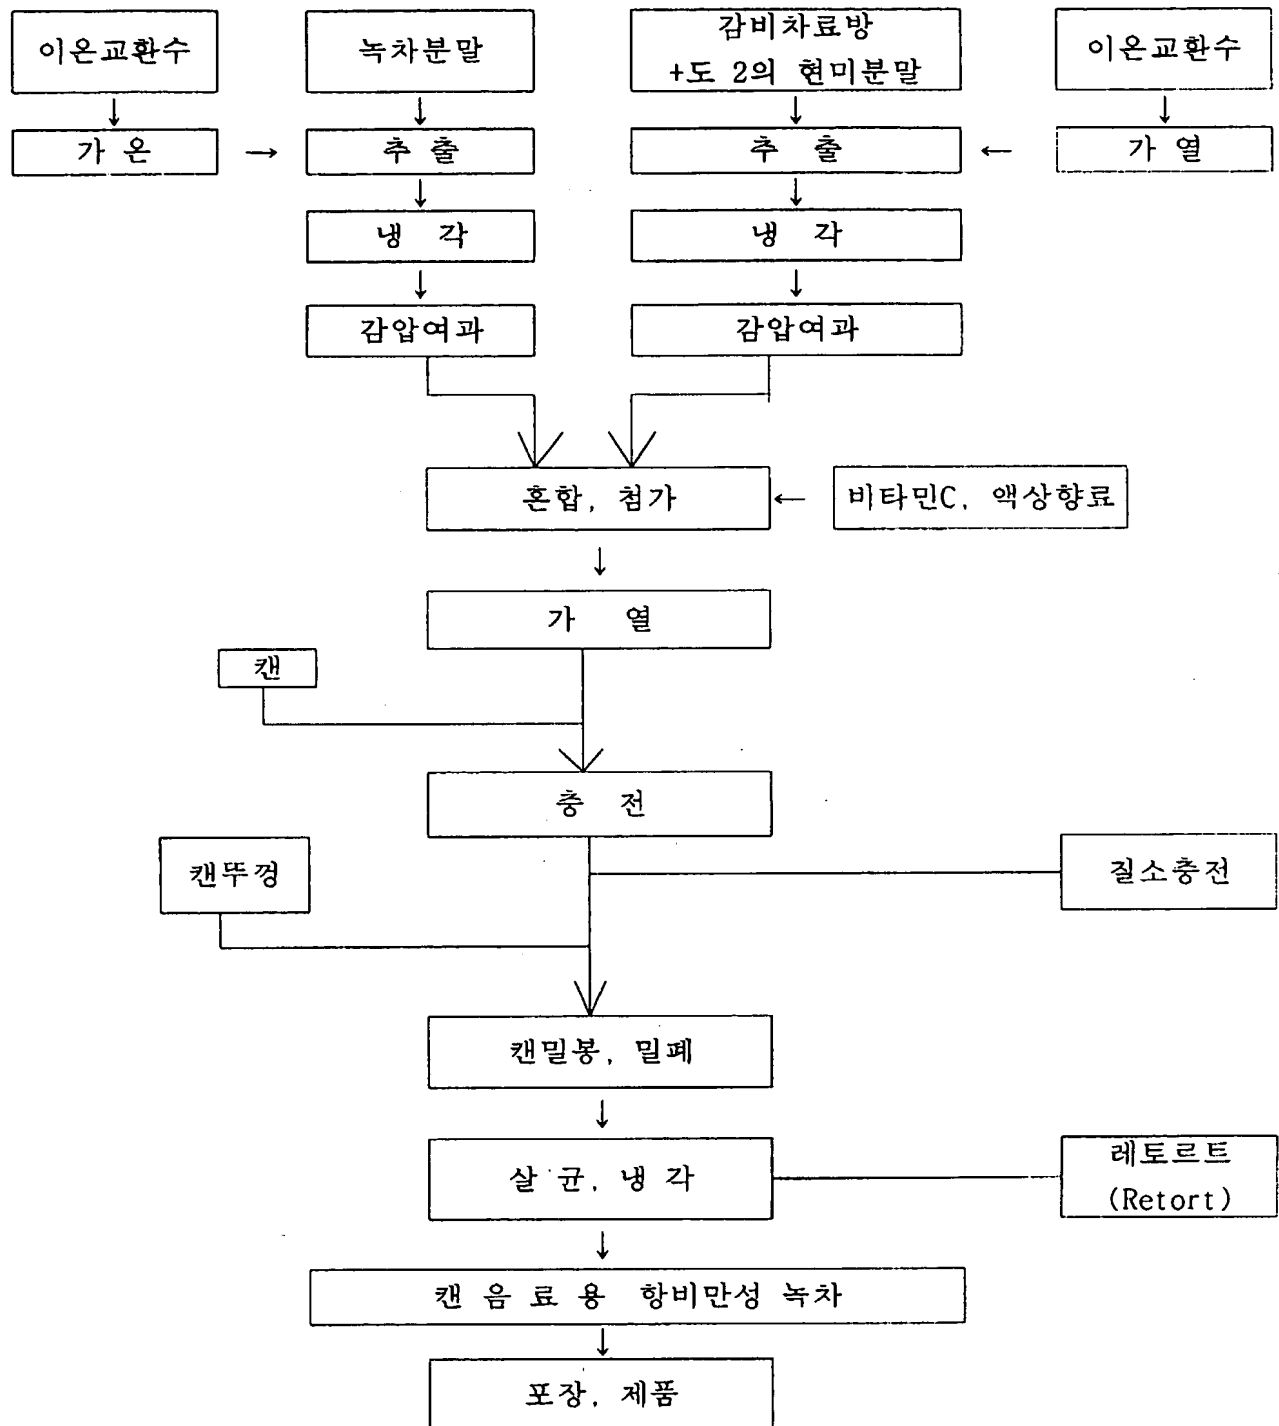 이온교환수
녹차분말
감비차료방
+도 2의 현미분말
이온교환수
가 온
→
추 출
추 출
←
가 열
냉 각
냉 각
감압여과
감압여과
혼합, 첨가
←
비타민C, 액상향료
가 열
캔
충 전
캔뚜껑
질소충전
캔밀봉, 밀폐
살 균, 냉 각
레토르트
(Retort)
캔 음 료 용 항비만성 녹차
포장, 제품